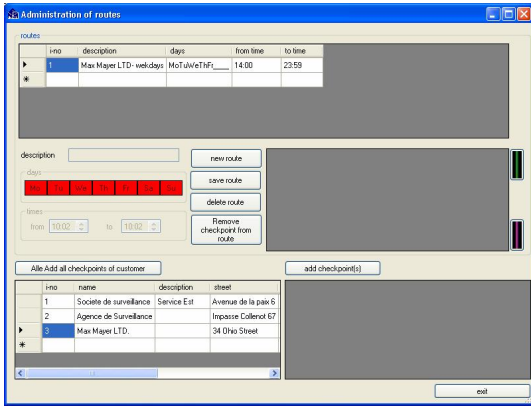 Administration of routes
routes
i-no description days from time to time
1 Max Mayer LTD- wekdays MoTuWeThFr____ 14:00 23:59
description
new route
days
save route
Mo Tu We Th Fr Sa Su
delete route
times
from 10:02 to 10:02
Remove
checkpoint from
route
Alle Add all checkpoints of customer
add checkpoint(s)
i-no name description street
1 Societe de surveillance Service Est Avenue de la paix 6
2 Agence de Surveillance Impasse Collenot 67
3 Max Mayer LTD. 34 Ohio Street
exit